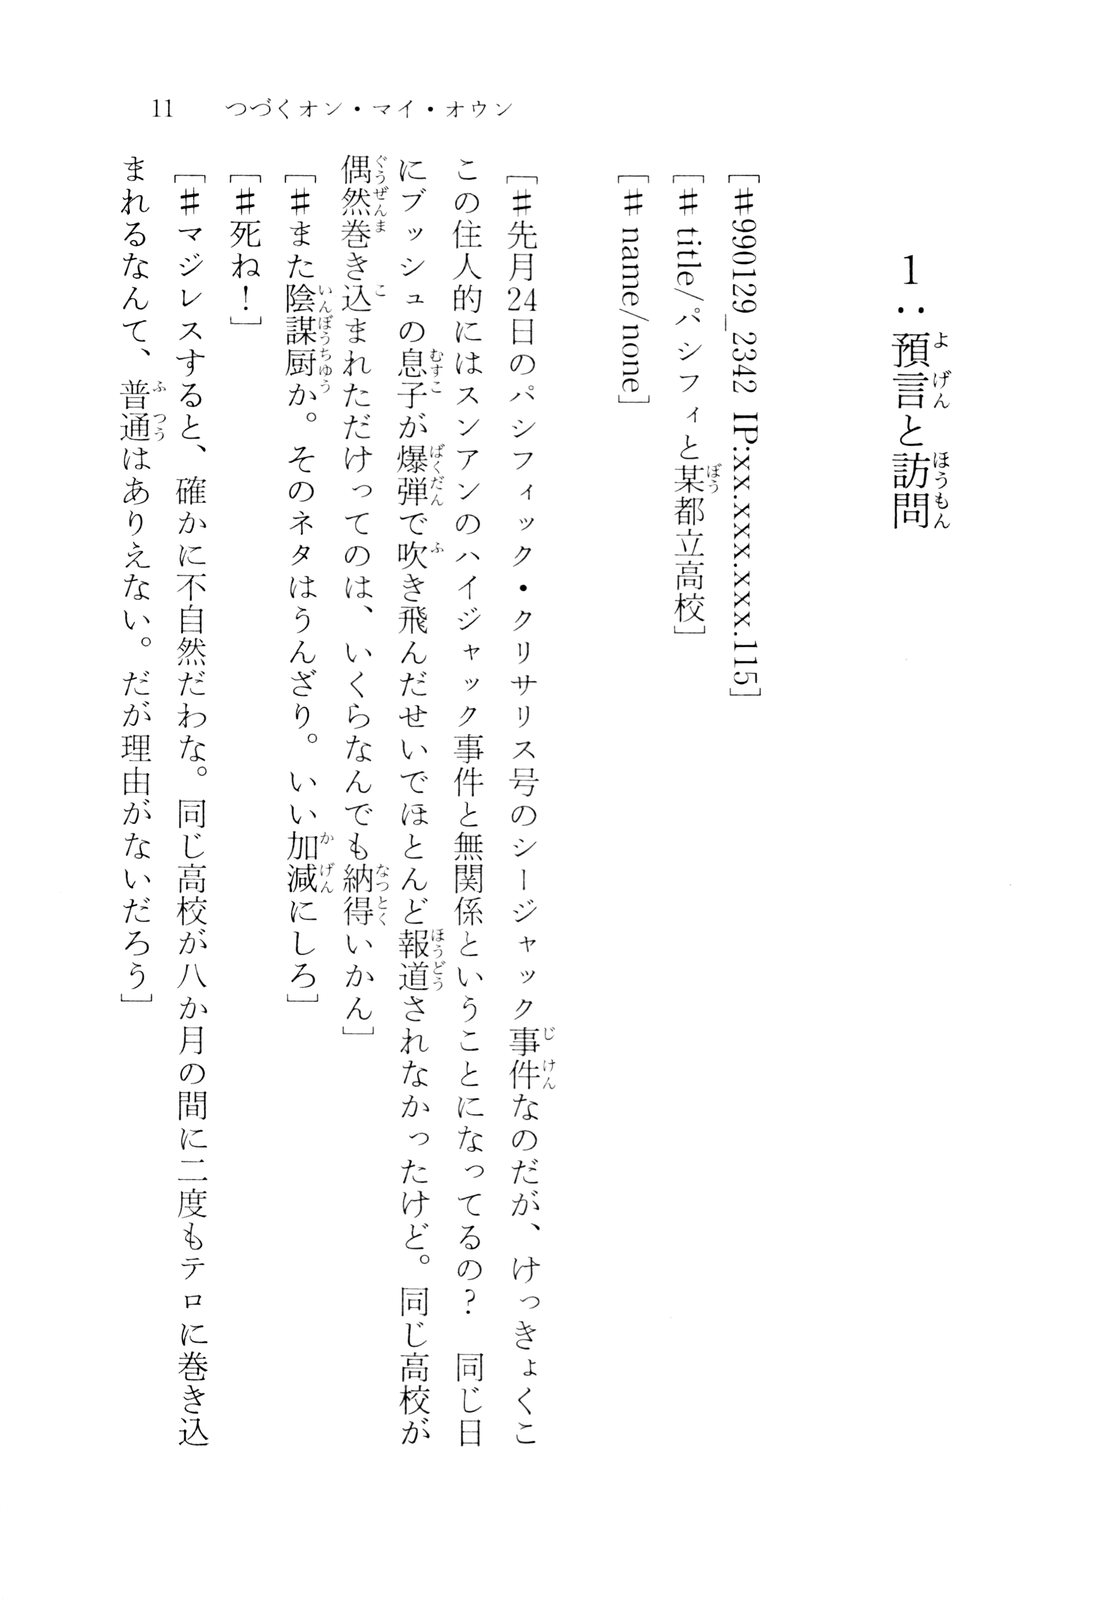 11　つづくオン・マイ・オウン
1：預言と訪問
[♯990129_2342 IP:xx.xxx.xxx.115]
[♯ title/パシフィと某都立高校]
[♯ name/none]
[♯先月24日のパシフィック・クリサリス号のシージャック事件なのだが、けっきょくこ
この住人的にはスンアンのハイジャック事件と無関係ということになってるの？　同じ日
にブッシュの息子が爆弾で吹き飛んだせいでほとんど報道されなかったけど。同じ高校が
偶然巻き込まれただけってのは、いくらなんでも納得いかん]
[♯また陰謀厨か。そのネタはうんざり。いい加減にしろ]
[♯死ね！]
[♯マジレスすると、確かに不自然だわな。同じ高校が八か月の間に二度もテロに巻き込
まれるなんて、普通はありえない。だが理由がないだろう]